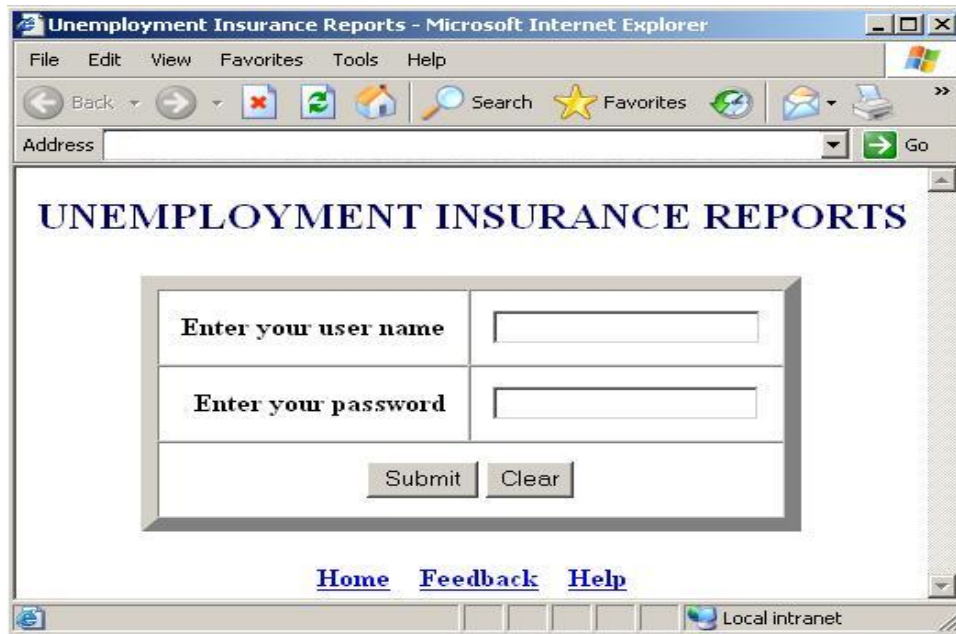 Unemployment Insurance Reports - Microsoft Internet Explorer
File Edit View Favorites Tools Help
Back Search Favorites »
Address Go
UNEMPLOYMENT INSURANCE REPORTS
Enter your user name
Enter your password
Submit Clear
Home Feedback Help
Local intranet